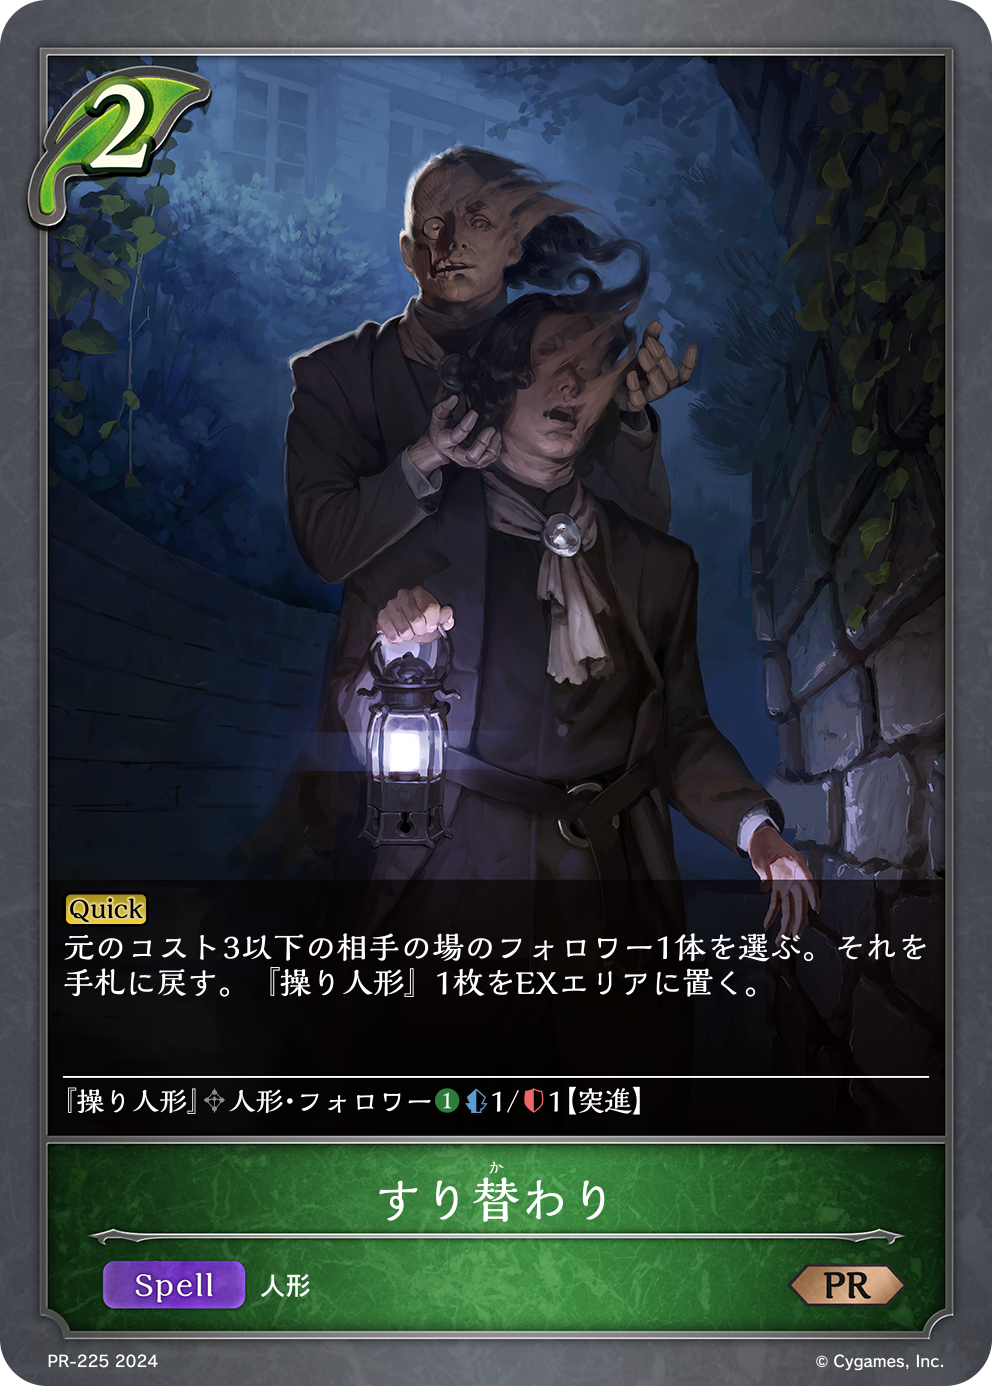 2
Quick
元のコスト3以下の相手の場のフォロワー1体を選ぶ。それを
手札に戻す。『操り人形』1枚をEXエリアに置く。
『操り人形』人形・フォロワー1 1/1【突進】
か
すり替わり
Spell 人形 PR
PR-225 2024 © Cygames, Inc.